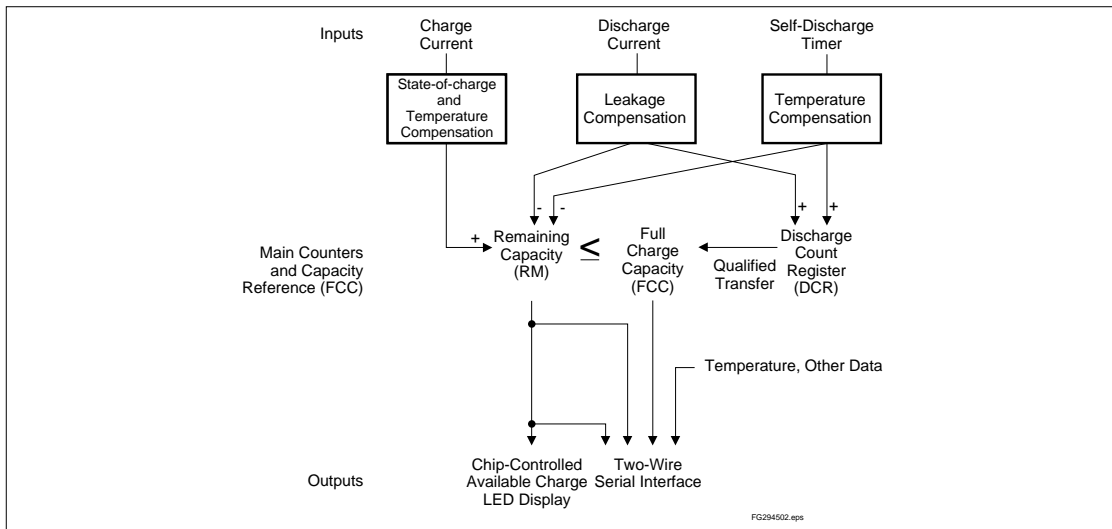 Inputs
Charge
Current
Discharge
Current
Self-Discharge
Timer
State-of-charge
and
Temperature
Compensation
Leakage
Compensation
Temperature
Compensation
- -
+ +
+
Main Counters
and Capacity
Reference (FCC)
Remaining
Capacity
(RM)
≤
Full
Charge
Capacity
(FCC)
Qualified
Transfer
Discharge
Count
Register
(DCR)
Temperature, Other Data
Outputs
Chip-Controlled
Available Charge
LED Display
Two-Wire
Serial Interface
FG294502.eps